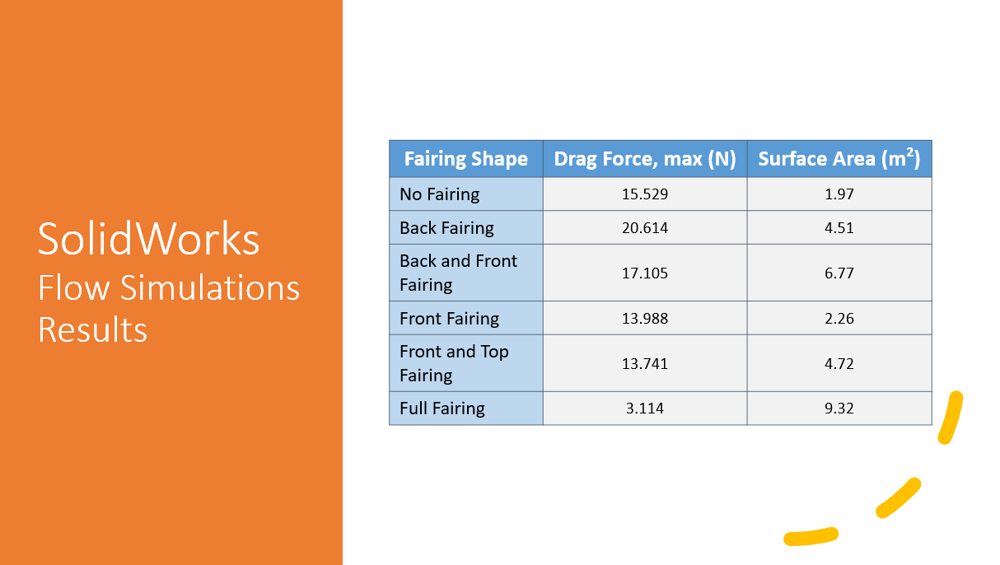 SolidWorks
Flow Simulations
Results
Fairing Shape Drag Force, max (N) Surface Area (m²)
No Fairing 15.529 1.97
Back Fairing 20.614 4.51
Back and Front
Fairing 17.105 6.77
Front Fairing 13.988 2.26
Front and Top
Fairing 13.741 4.72
Full Fairing 3.114 9.32